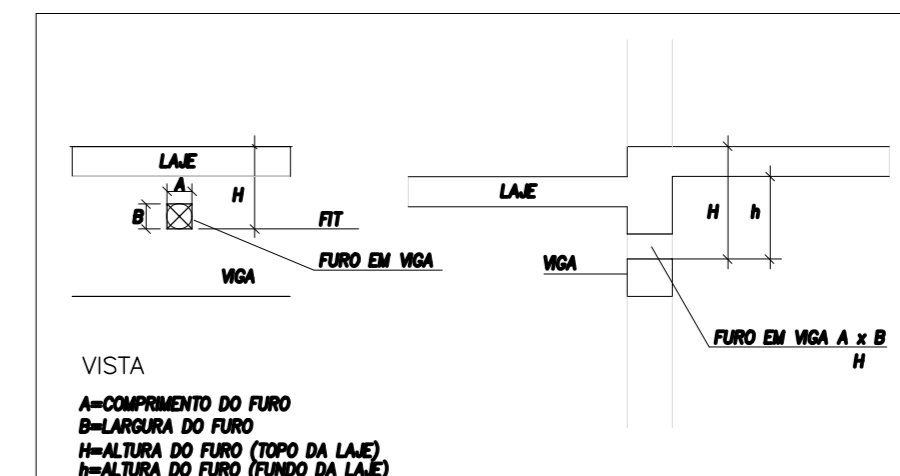 LAJE
A
H
B
FIT
FURO EM VIGA
VIGA
LAJE
H
h
VIGA
FURO EM VIGA A x B
H
VISTA
A=COMPRIMENTO DO FURO
B=LARGURA DO FURO
H=ALTURA DO FURO (TOPO DA LAJE)
h=ALTURA DO FURO (FUNDO DA LAJE)